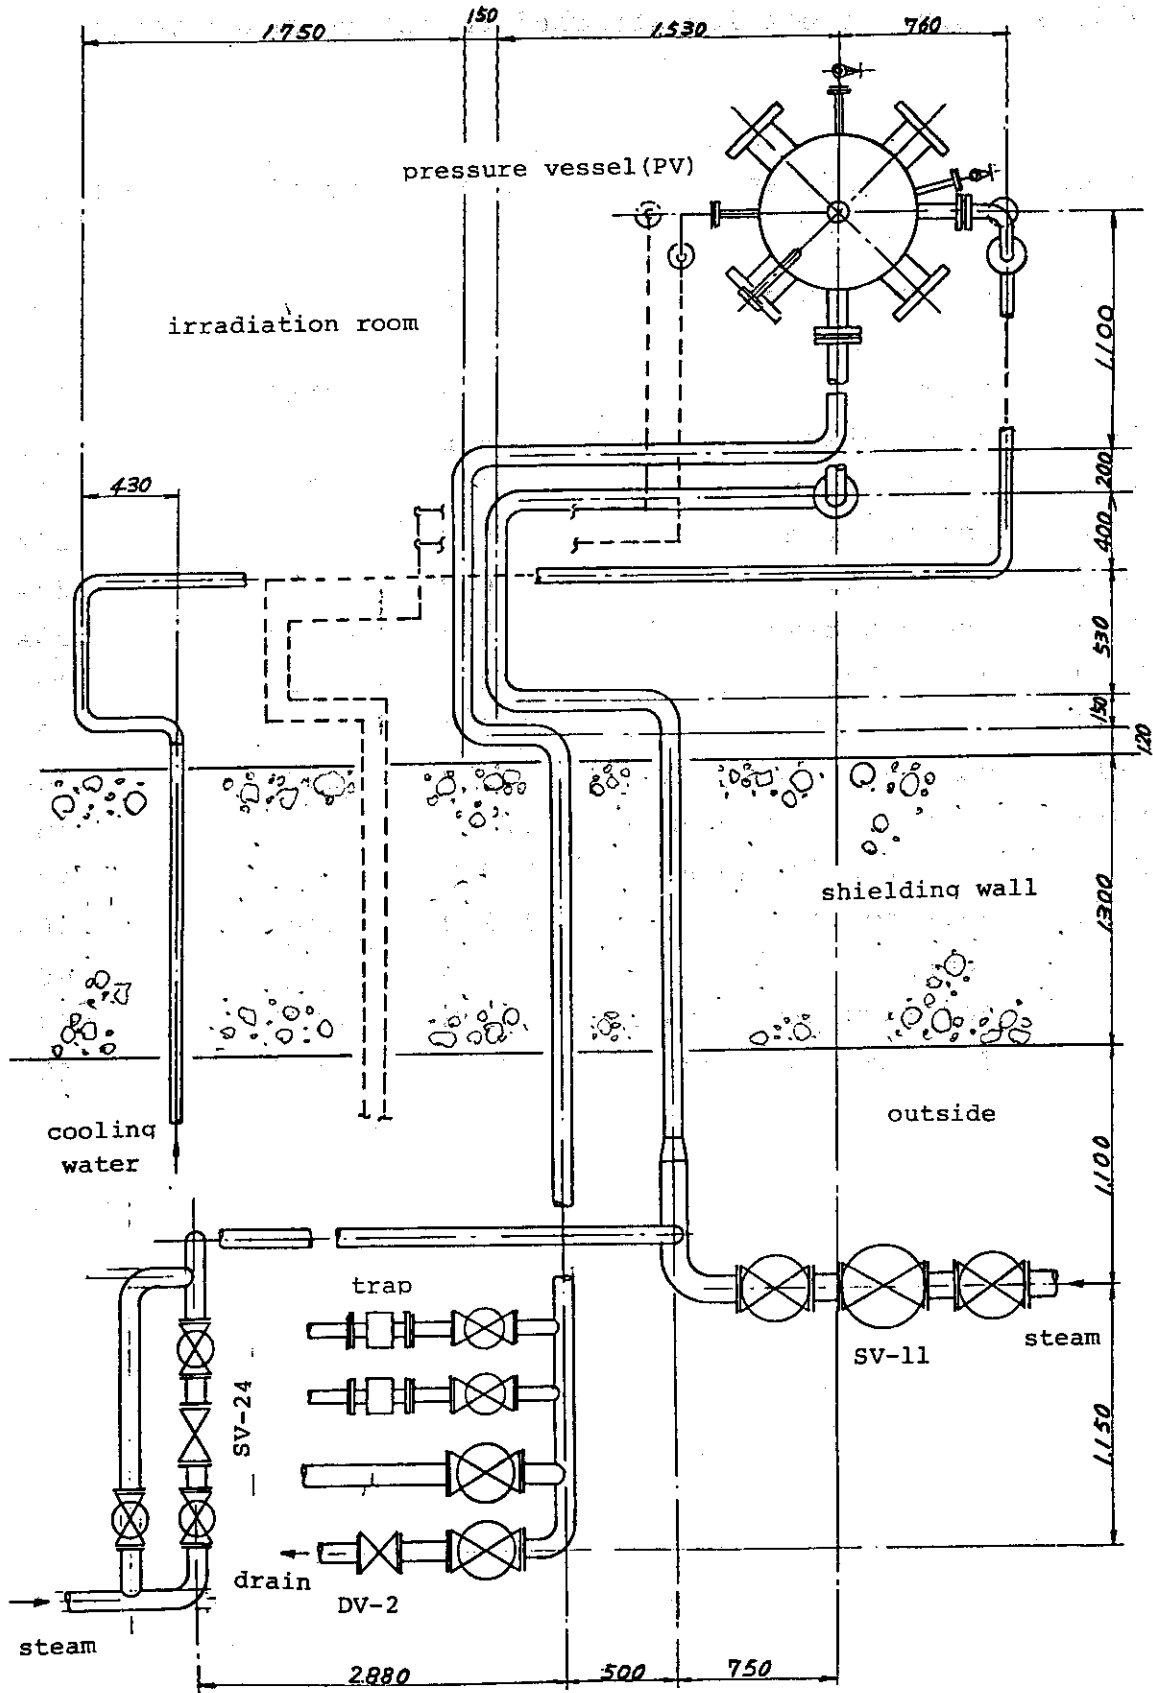 1.750
150
1.530
760
pressure vessel(PV)
irradiation room
1.100
430
200
400
530
150
120
shielding wall
1.300
outside
cooling
water
1.100
trap
steam
SV-11
SV-24
1.150
drain
DV-2
steam
2.880
500
750